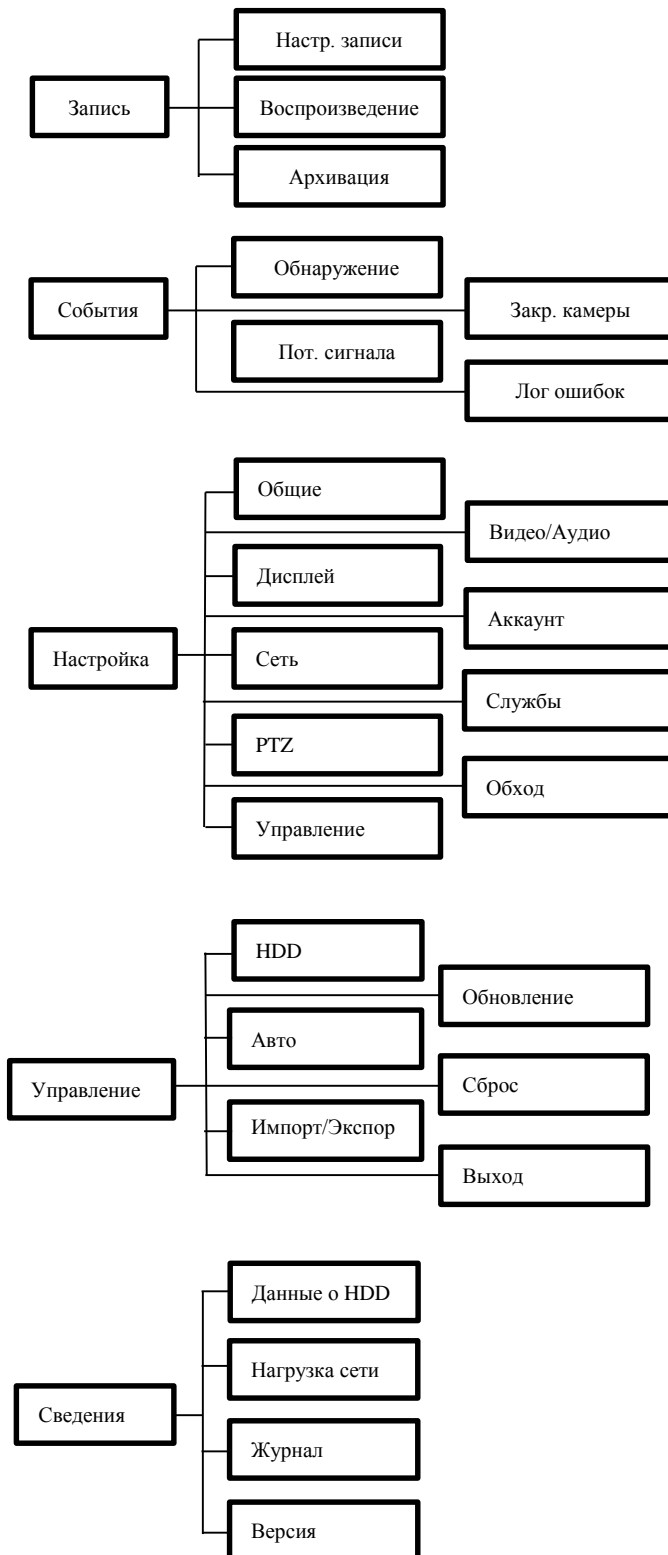 Настр. записи
Запись
Воспроизведение
Архивация
Обнаружение
События
Закр. камеры
Пот. сигнала
Лог ошибок
Общие
Видео/Аудио
Дисплей
Аккаунт
Настройка
Сеть
Службы
PTZ
Обход
Управление
HDD
Обновление
Авто
Управление
Сброс
Импорт/Экспор
Выход
Данные о HDD
Нагрузка сети
Сведения
Журнал
Версия